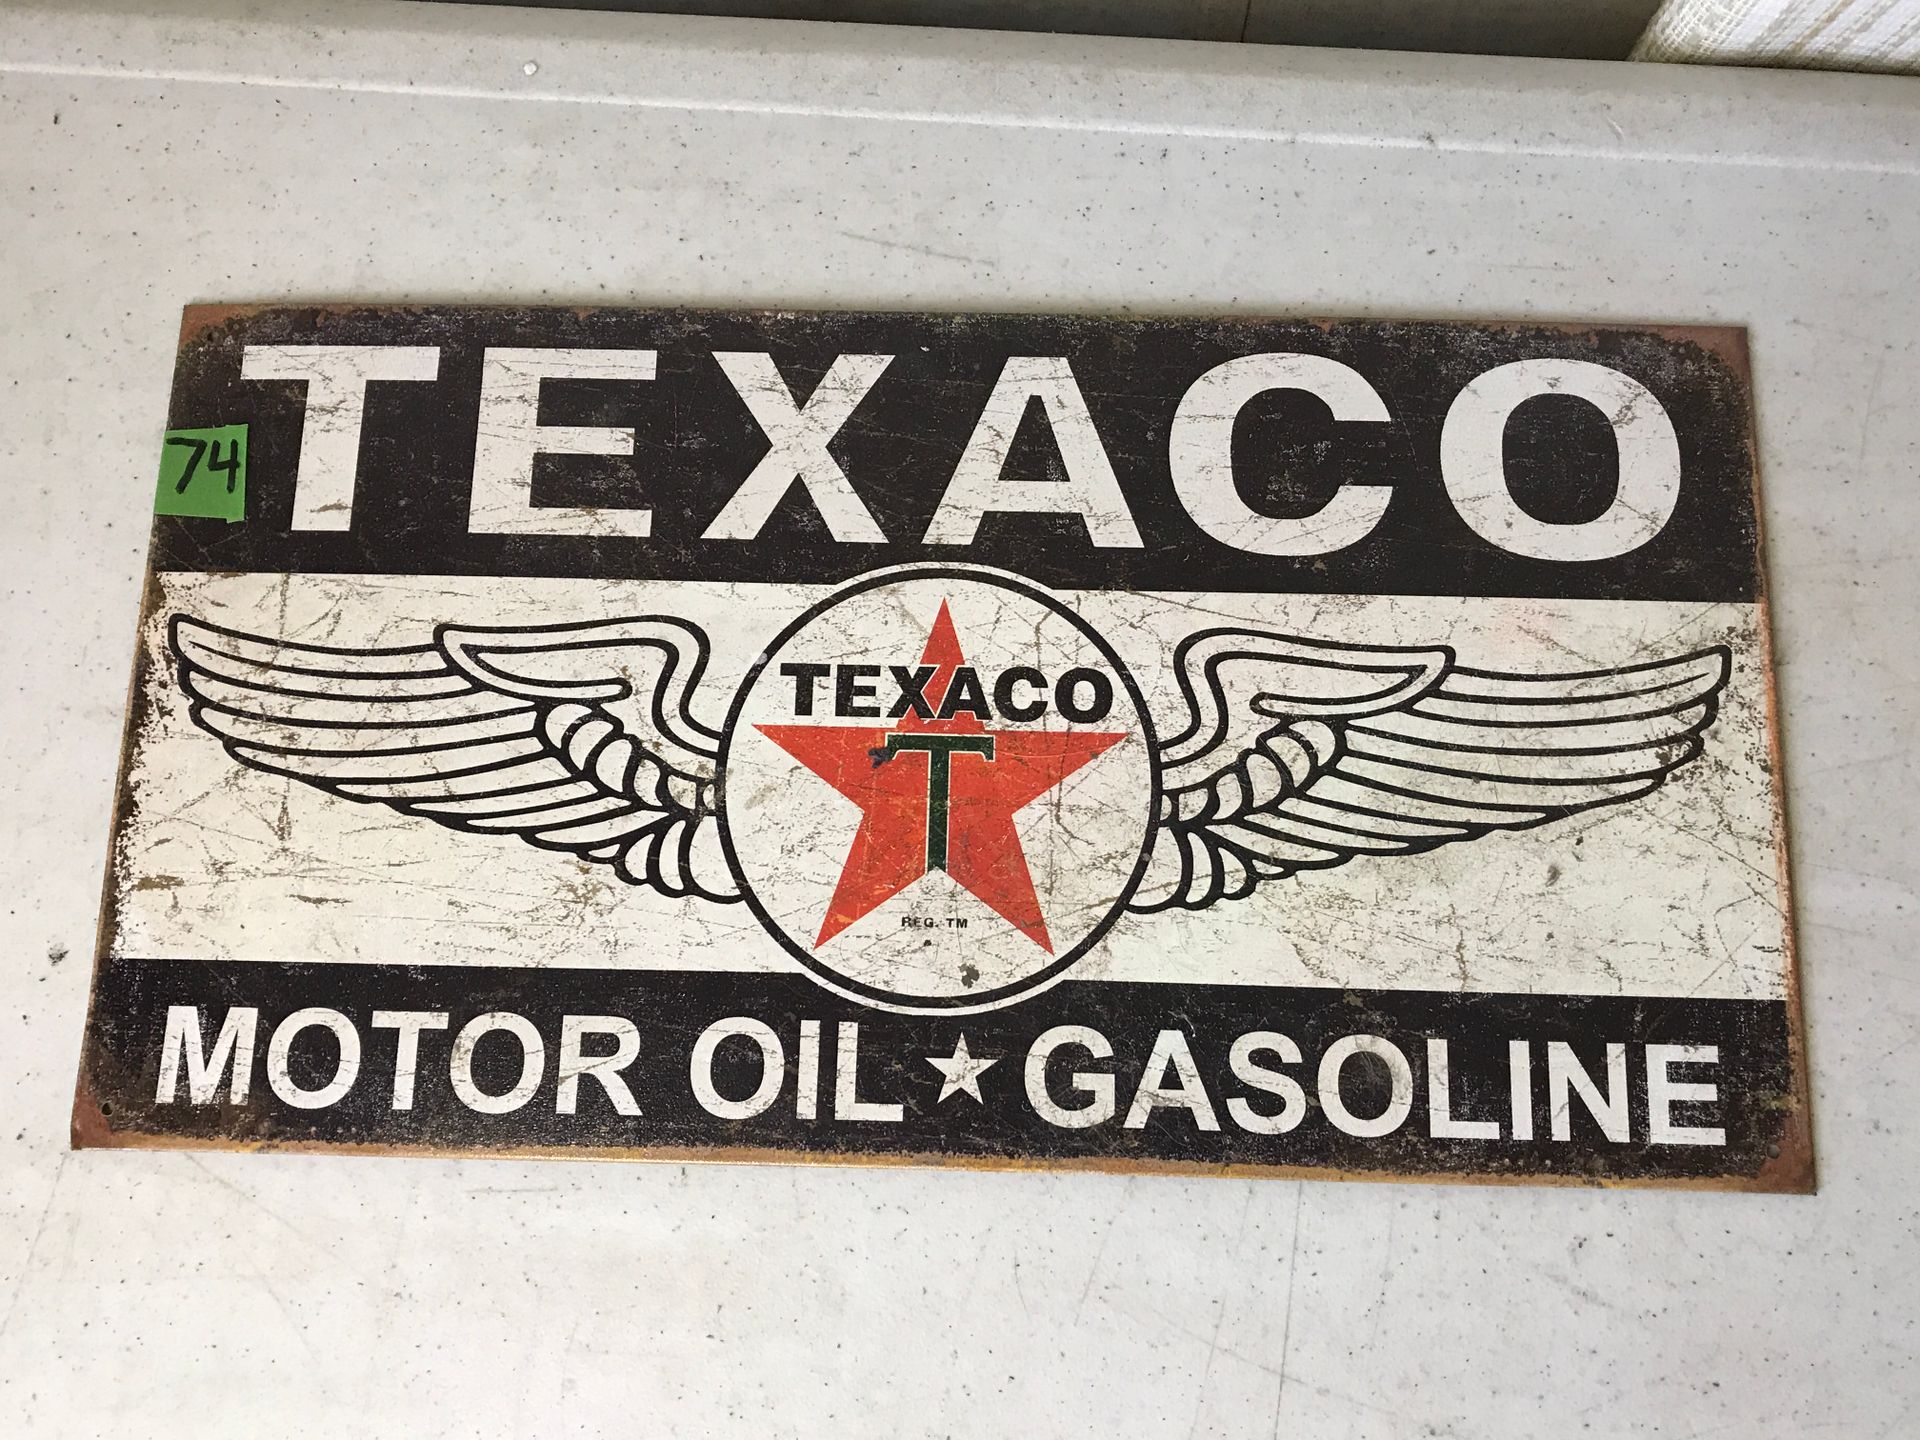 TEXACO
74
TEXACO
T
REG. TM
MOTOR OIL ★ GASOLINE